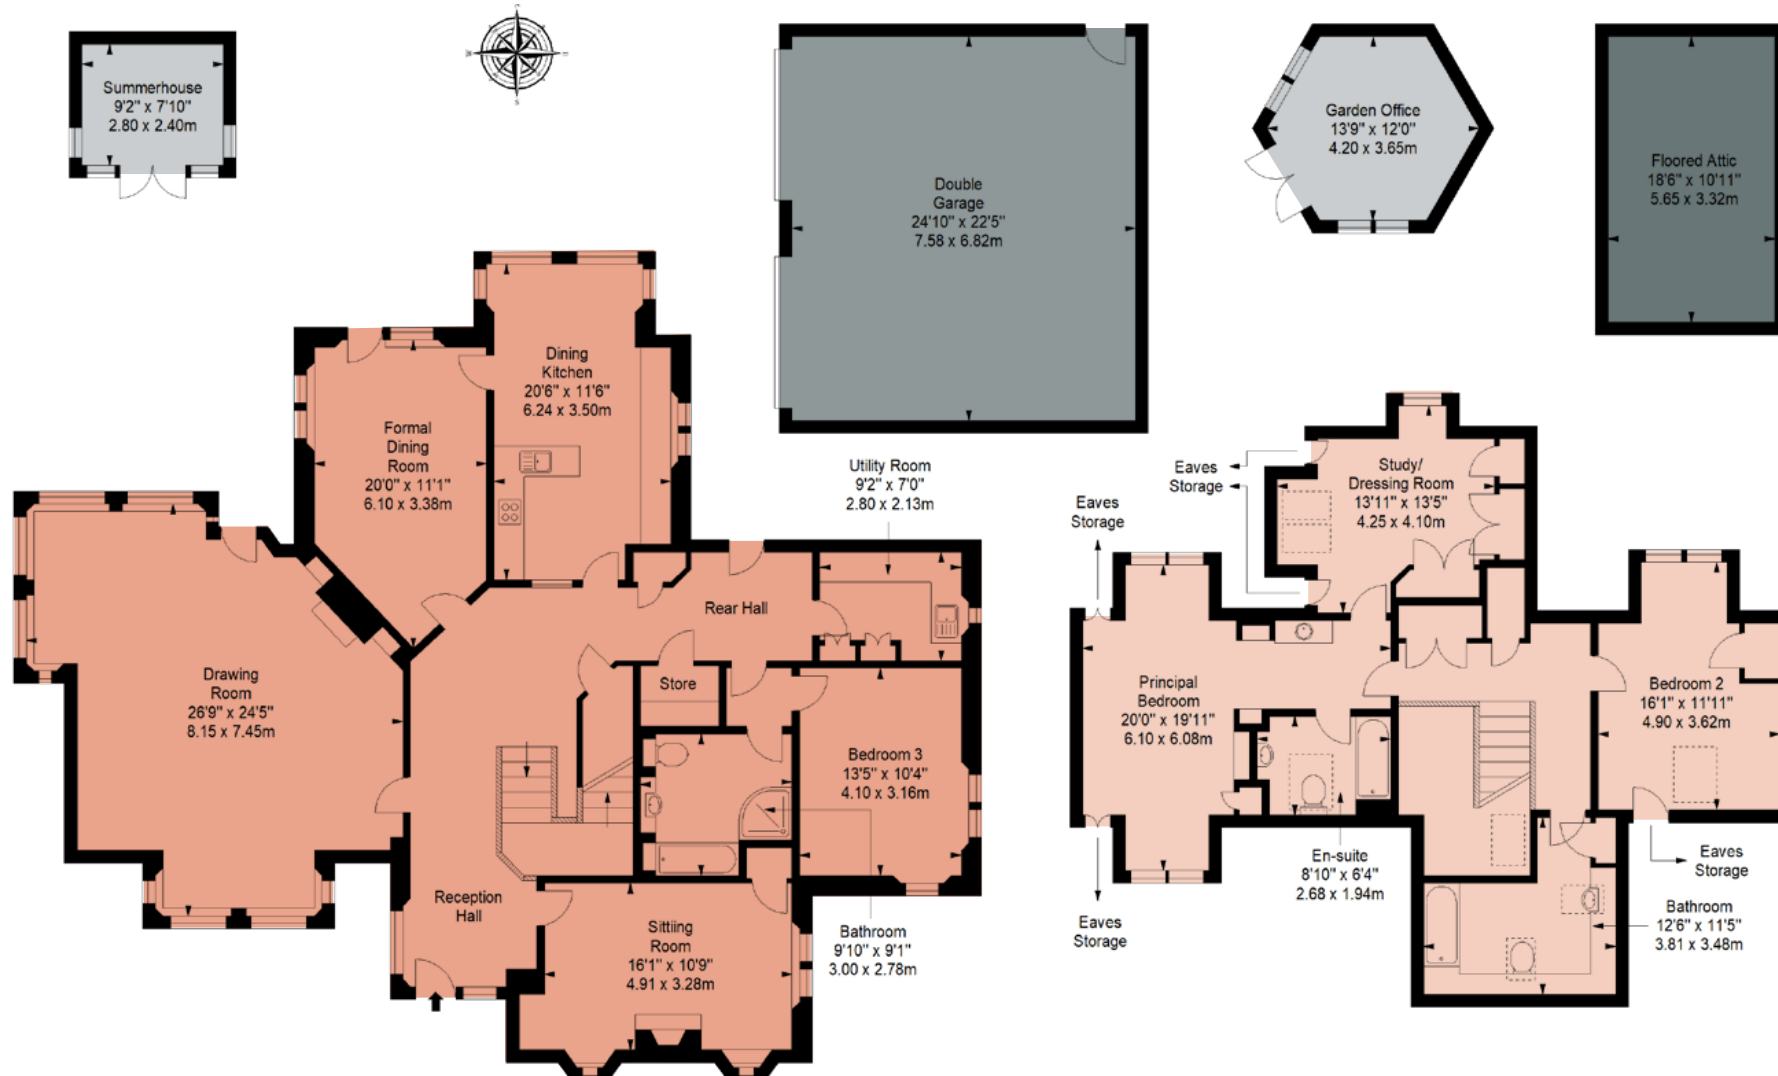 Summerhouse
9'2" x 7'10"
2.80 x 2.40m
N
S
Double
Garage
24'10" x 22'5"
7.58 x 6.82m
Garden Office
13'9" x 12'0"
4.20 x 3.65m
Floored Attic
18'6" x 10'11"
5.65 x 3.32m
Dining
Kitchen
20'6" x 11'6"
6.24 x 3.50m
Formal
Dining
Room
20'0" x 11'1"
6.10 x 3.38m
Utility Room
9'2" x 7'0"
2.80 x 2.13m
Rear Hall
Store
Drawing
Room
26'9" x 24'5"
8.15 x 7.45m
Bedroom 3
13'5" x 10'4"
4.10 x 3.16m
Reception
Hall
Sittiing
Room
16'1" x 10'9"
4.91 x 3.28m
Bathroom
9'10" x 9'1"
3.00 x 2.78m
Eaves
Storage
Eaves
Storage
Study/
Dressing Room
13'11" x 13'5"
4.25 x 4.10m
Principal
Bedroom
20'0" x 19'11"
6.10 x 6.08m
Bedroom 2
16'1" x 11'11"
4.90 x 3.62m
En-suite
8'10" x 6'4"
2.68 x 1.94m
Eaves
Storage
Eaves
Storage
Bathroom
12'6" x 11'5"
3.81 x 3.48m